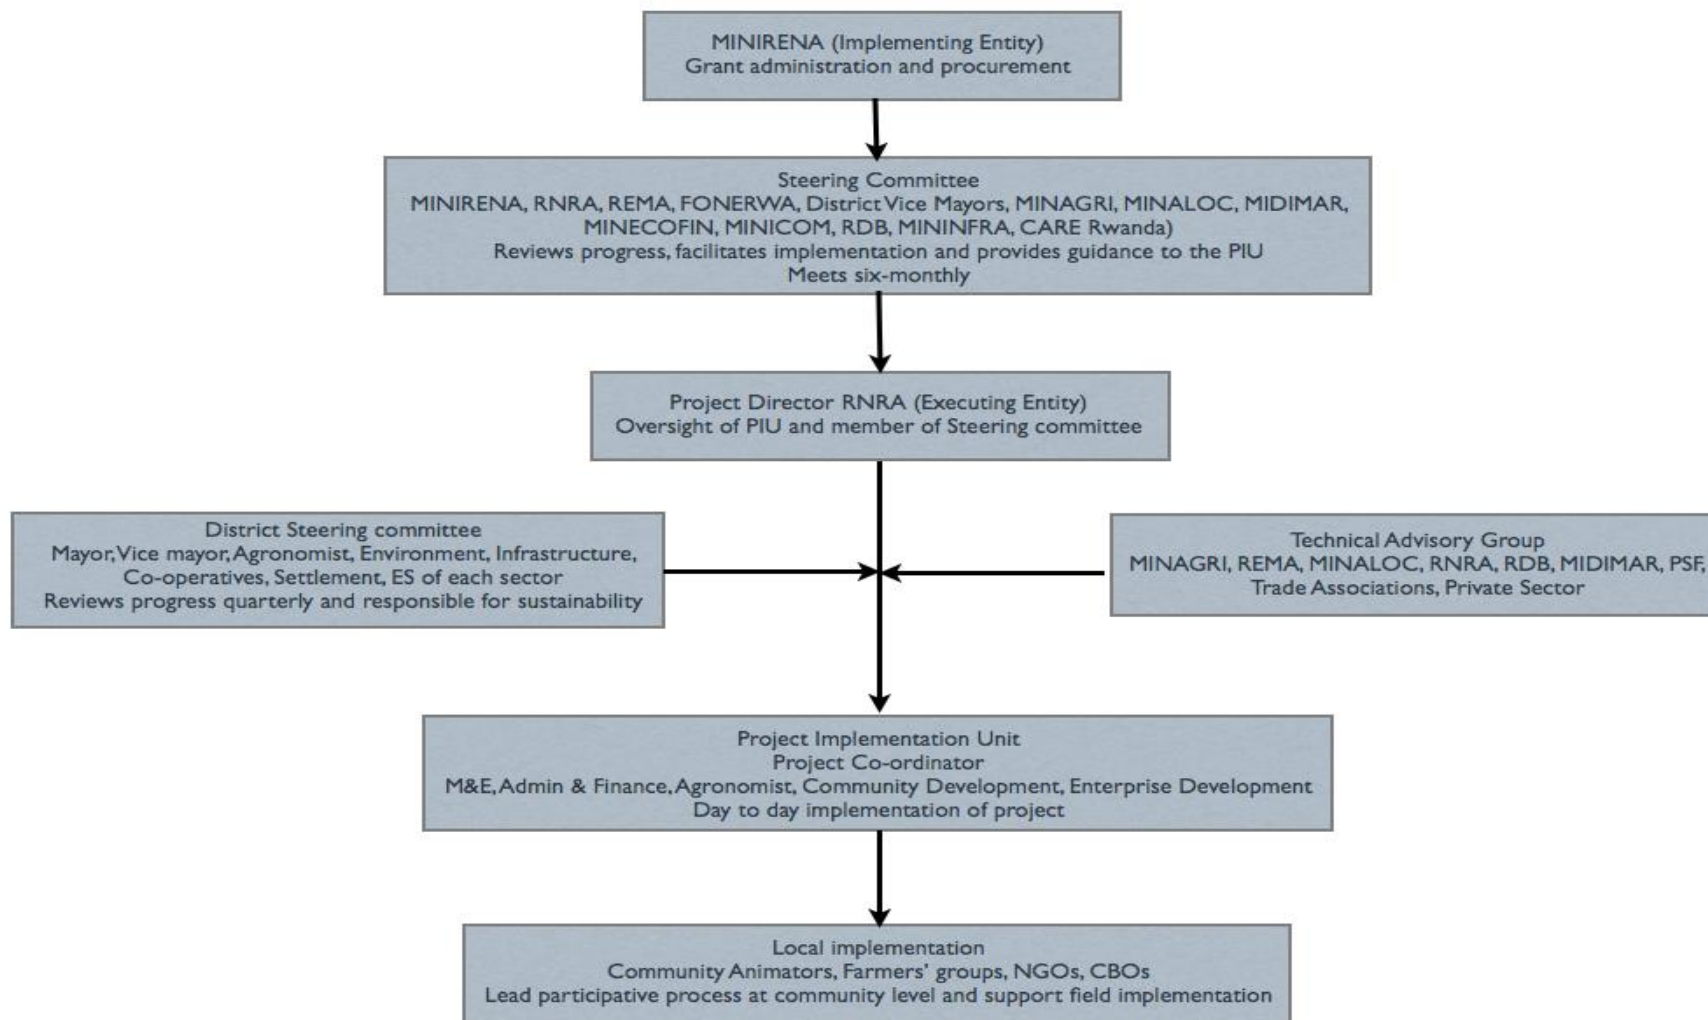 MINIRENA (Implementing Entity)
Grant administration and procurement
Steering Committee
MINIRENA, RNRA, REMA, FONERWA, District Vice Mayors, MINAGRI, MINALOC, MIDIMAR,
MINECOFIN, MINICOM, RDB, MININFRA, CARE Rwanda)
Reviews progress, facilitates implementation and provides guidance to the PIU
Meets six-monthly
Project Director RNRA (Executing Entity)
Oversight of PIU and member of Steering committee
District Steering committee
Mayor, Vice mayor, Agronomist, Environment, Infrastructure,
Co-operatives, Settlement, ES of each sector
Reviews progress quarterly and responsible for sustainability
Technical Advisory Group
MINAGRI, REMA, MINALOC, RNRA, RDB, MIDIMAR, PSF,
Trade Associations, Private Sector
Project Implementation Unit
Project Co-ordinator
M&E, Admin & Finance, Agronomist, Community Development, Enterprise Development
Day to day implementation of project
Local implementation
Community Animators, Farmers' groups, NGOs, CBOs
Lead participative process at community level and support field implementation